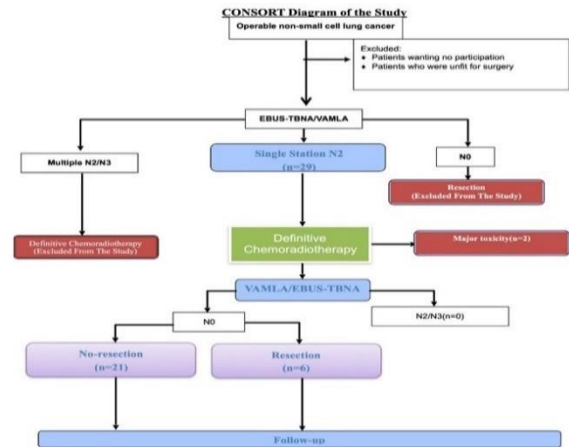 CONSORT Diagram of the Study
Operable non-small cell lung cancer
Excluded:
• Patients wanting no participation
• Patients who were unfit for surgery
EBUS-TBNA/VAMLA
Multiple N2/N3
Single Station N2
(n=29)
N0
Resection
(Excluded From The Study)
Definitive Chemoradiotherapy
(Excluded From The Study)
Definitive
Chemoradiotherapy
Major toxicity(n=2)
VAMLA/EBUS-TBNA
N0
N2/N3(n=0)
No-resection
(n=21)
Resection
(n=6)
Follow-up